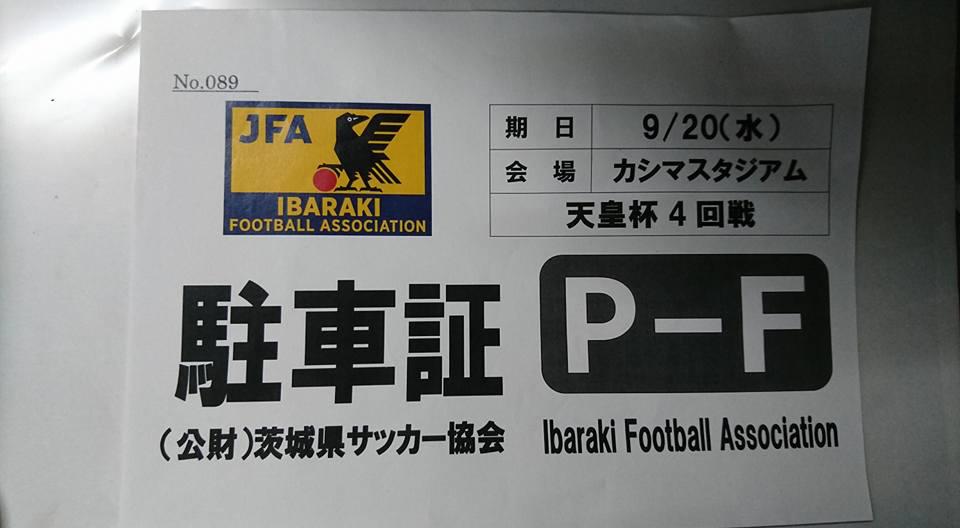 No.089
JFA
IBARAKI
FOOTBALL ASSOCIATION
期 日 9/20(水)
会 場 カシマスタジアム
天皇杯4回戦
駐車証
P-F
(公財)茨城県サッカー協会
Ibaraki Football Association